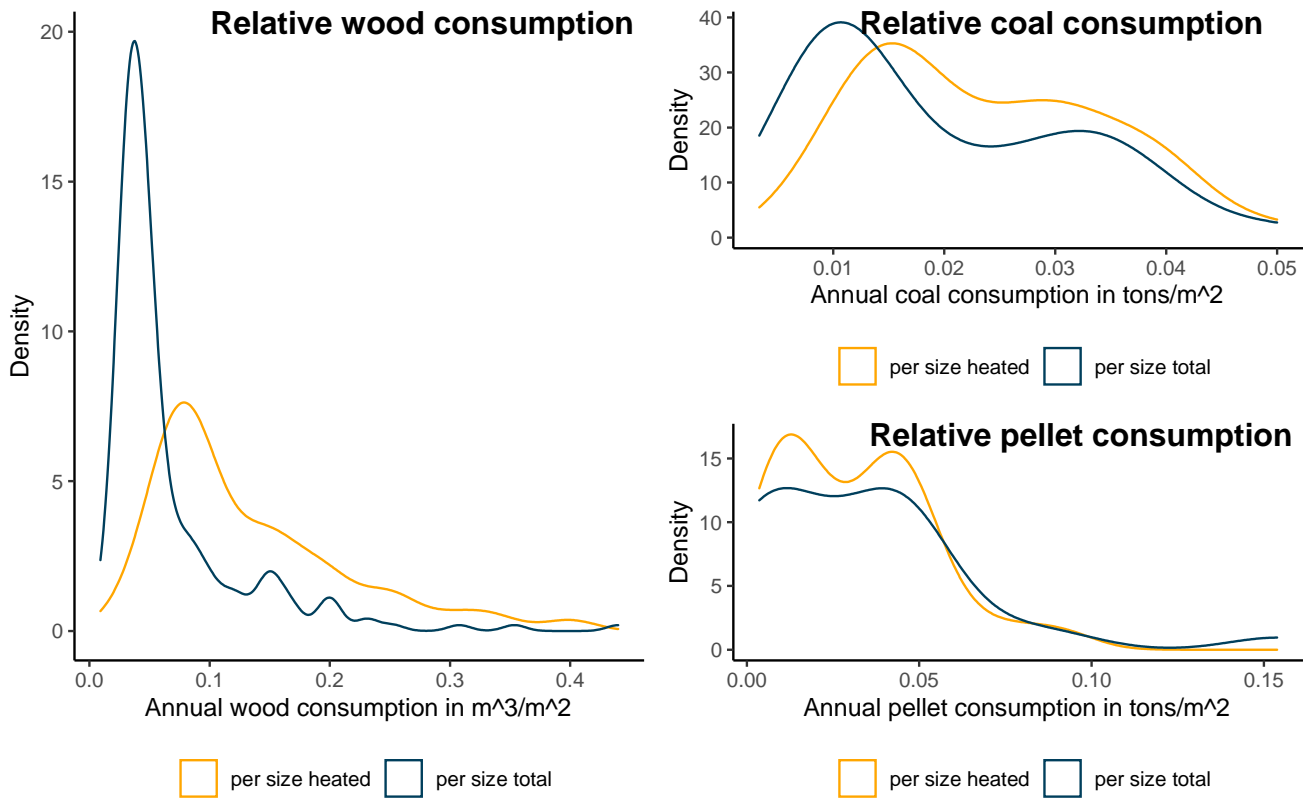 Relative wood consumption
20
15
10
5
0
Density
0.0 0.1 0.2 0.3 0.4
Annual wood consumption in m^3/m^2
per size heated per size total
Relative coal consumption
40
30
20
10
0
Density
0.01 0.02 0.03 0.04 0.05
Annual coal consumption in tons/m^2
per size heated per size total
Relative pellet consumption
15
10
5
0
Density
0.00 0.05 0.10 0.15
Annual pellet consumption in tons/m^2
per size heated per size total